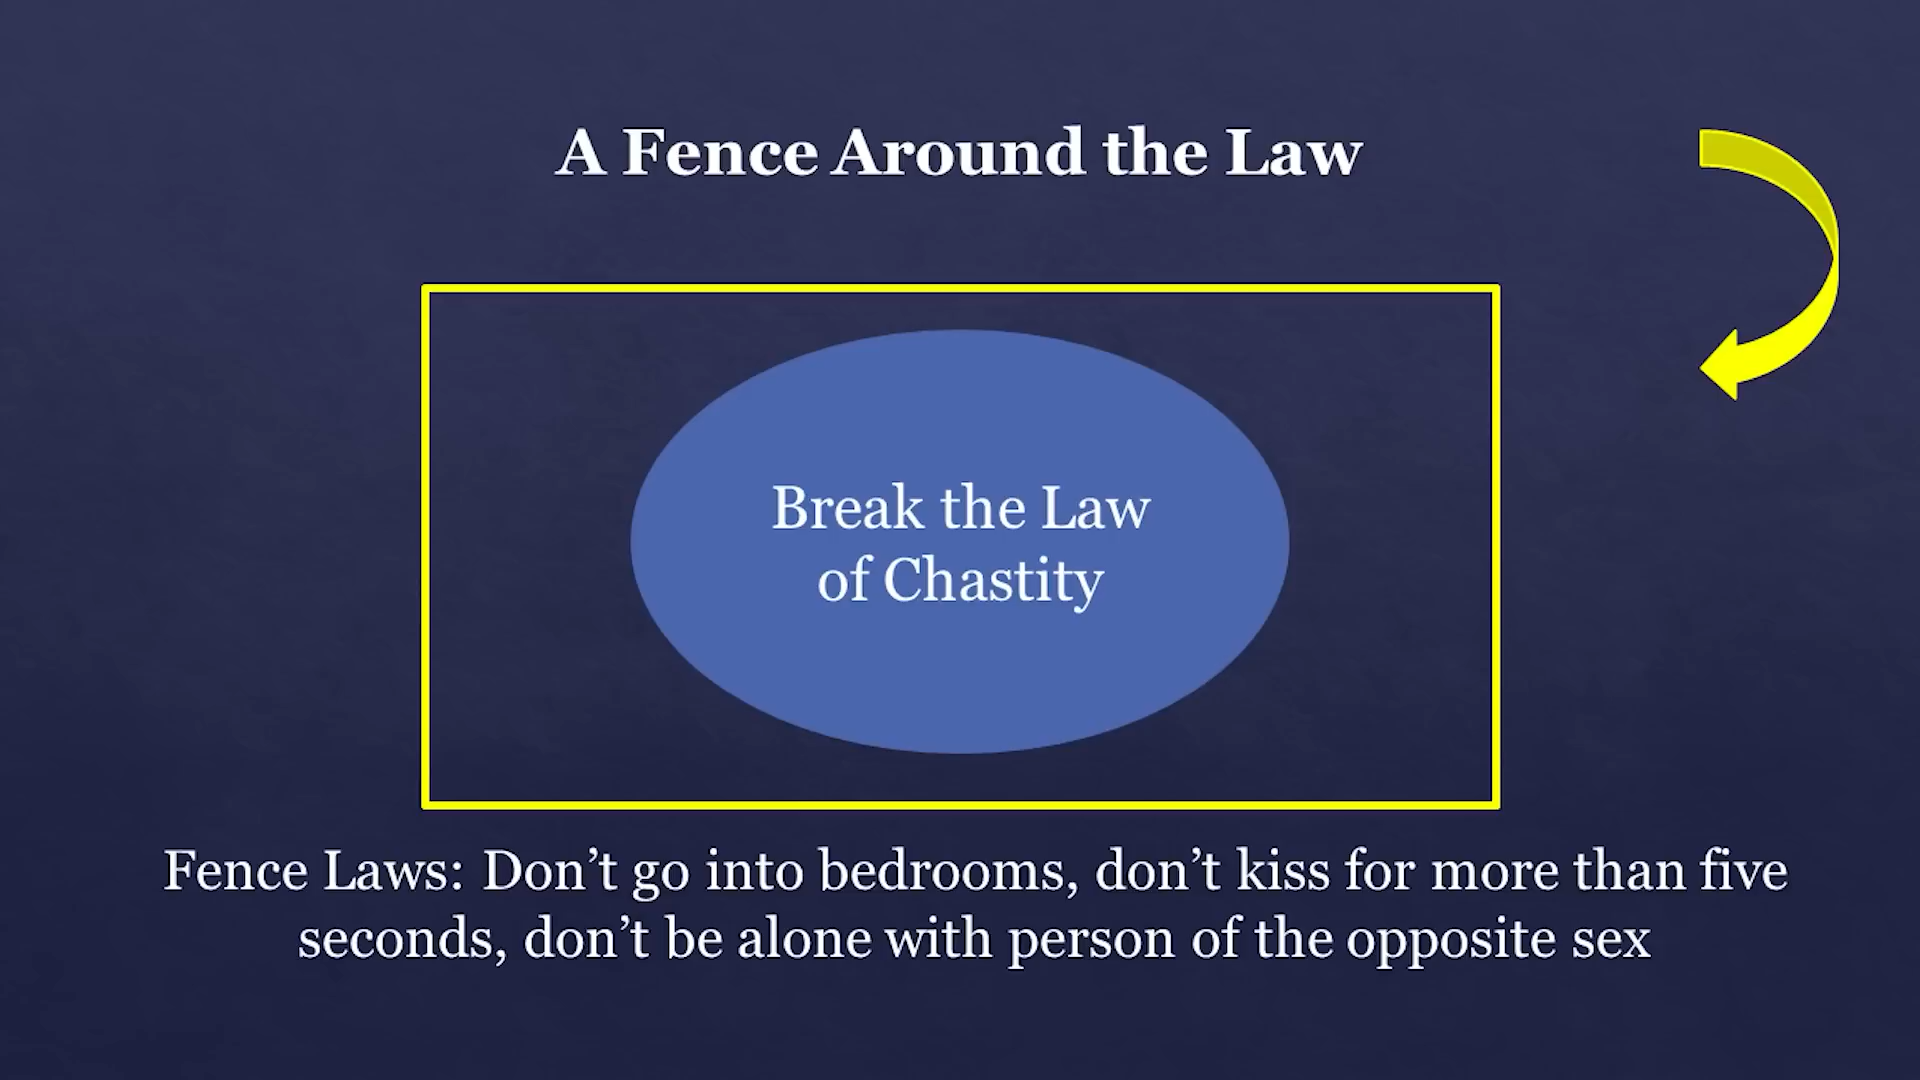 A Fence Around the Law
Break the Law
of Chastity
Fence Laws: Don’t go into bedrooms, don’t kiss for more than five
seconds, don’t be alone with person of the opposite sex